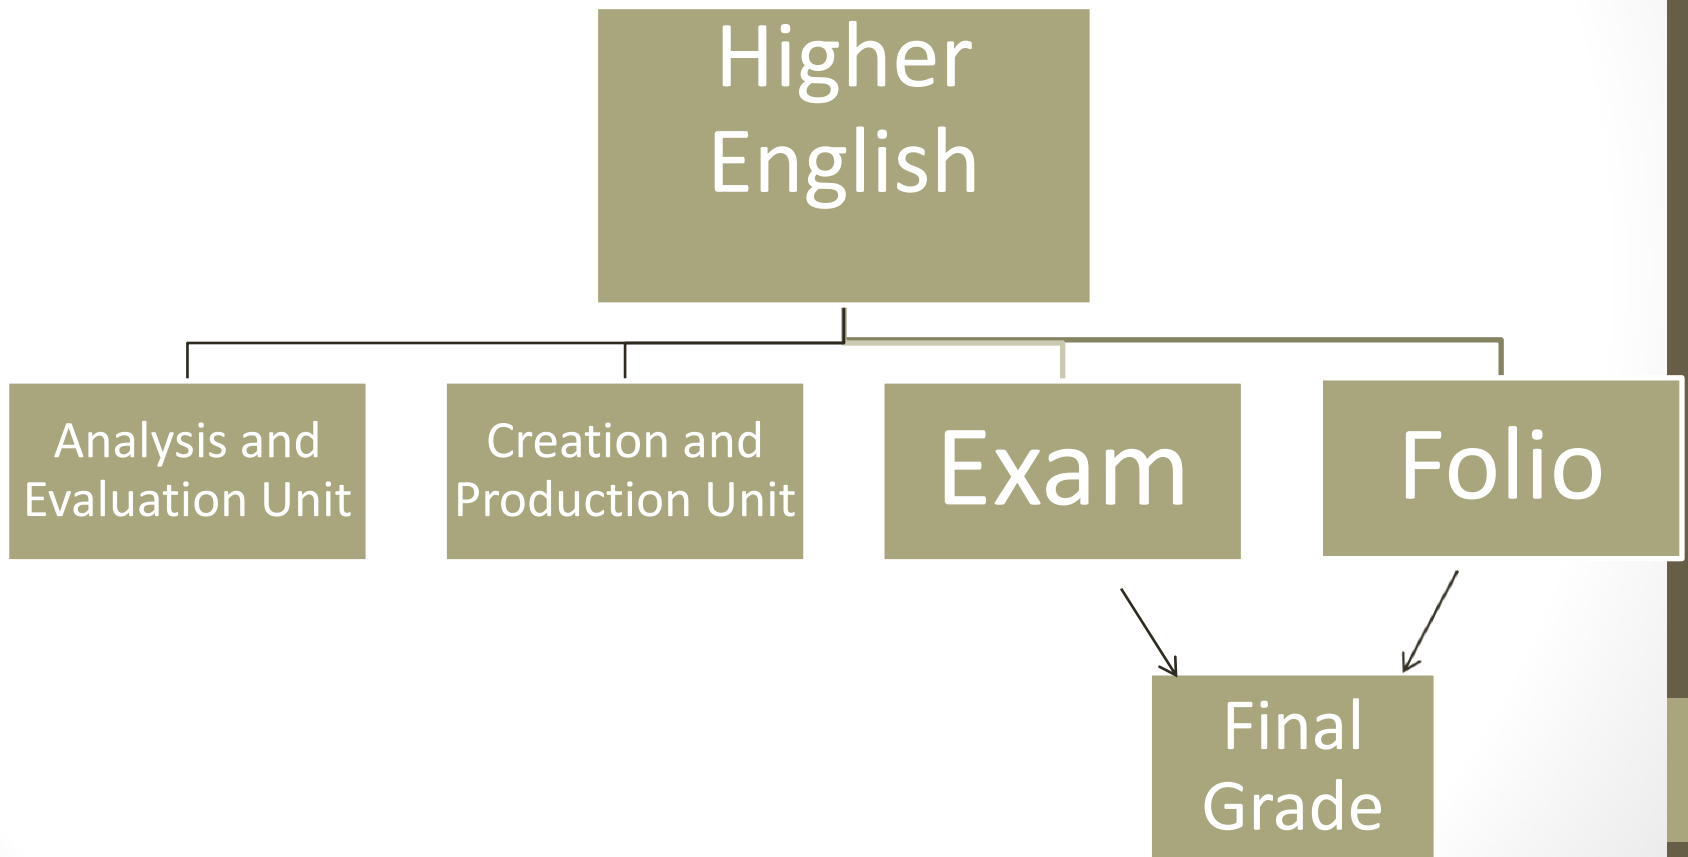 Higher
English
Analysis and
Evaluation Unit
Creation and
Production Unit
Exam
Folio
Final
Grade